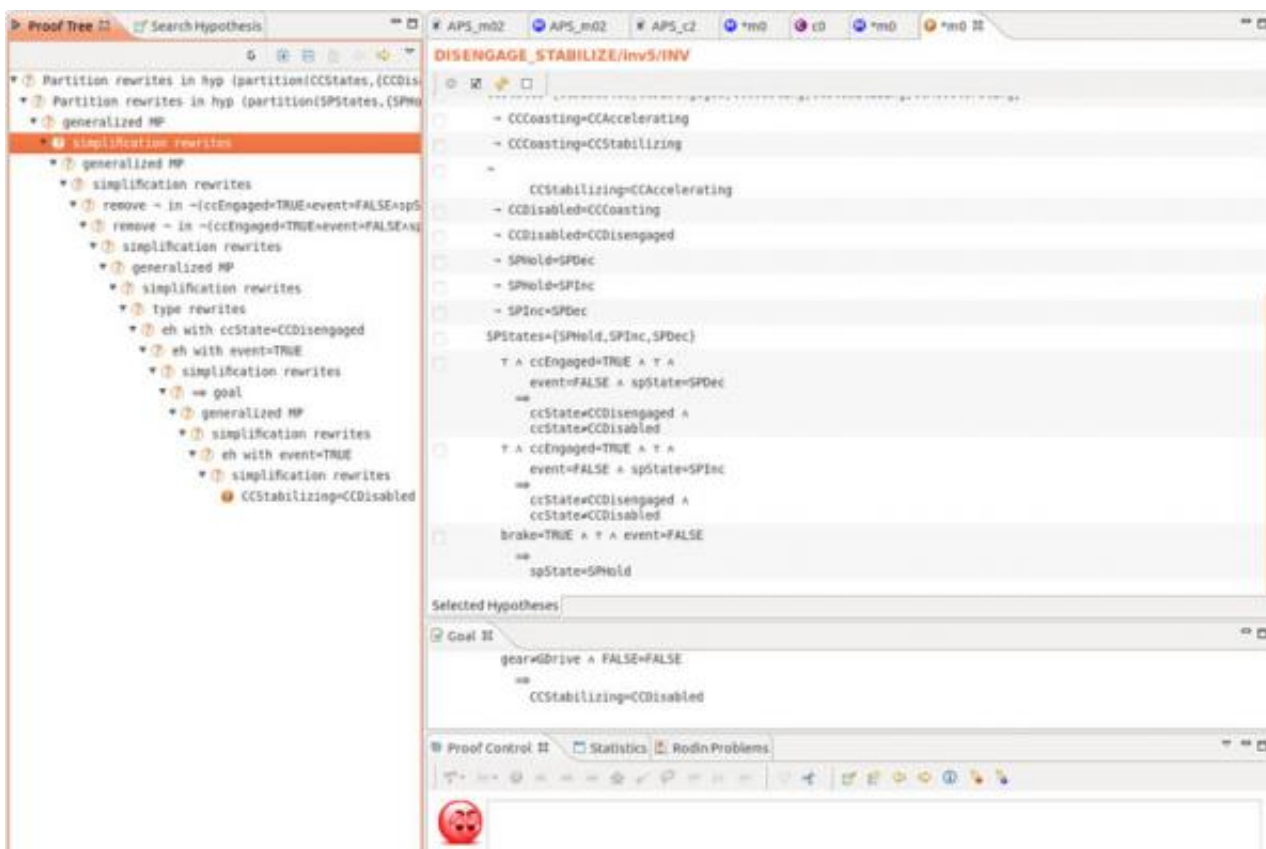 Proof Tree Search Hypothesis
APS_m02 APS_m02 APS_c2 *m0 c0 *m0 *m0
DISENGAGE_STABILIZE/inv5/INV
Partition rewrites in hyp (partition(CCStates,{CCDis
Partition rewrites in hyp (partition(SPStates,{SPHo
generalized MP
simplification rewrites
generalized MP
simplification rewrites
remove ¬ in ¬(ccEngaged=TRUE∧event=FALSE∧spS
remove ¬ in ¬(ccEngaged=TRUE∧event=FALSE∧sp
simplification rewrites
generalized MP
simplification rewrites
type rewrites
eh with ccState=CCDisengaged
eh with event=TRUE
simplification rewrites
⇒ goal
generalized MP
simplification rewrites
eh with event=TRUE
simplification rewrites
CCStabilizing=CCDisabled
¬ CCCoasting=CCAccelerating
¬ CCCoasting=CCStabilizing
¬
CCStabilizing=CCAccelerating
¬ CCDisabled=CCCoasting
¬ CCDisabled=CCDisengaged
¬ SPHold=SPDec
¬ SPHold=SPInc
¬ SPInc=SPDec
SPStates={SPHold,SPInc,SPDec}
⊤ ∧ ccEngaged=TRUE ∧ ⊤ ∧
event=FALSE ∧ spState=SPDec
⇒
ccState≠CCDisengaged ∧
ccState≠CCDisabled
⊤ ∧ ccEngaged=TRUE ∧ ⊤ ∧
event=FALSE ∧ spState=SPInc
⇒
ccState≠CCDisengaged ∧
ccState≠CCDisabled
brake=TRUE ∧ ⊤ ∧ event=FALSE
⇒
spState=SPHold
Selected Hypotheses
Goal
gear≠GDrive ∧ FALSE=FALSE
⇒
CCStabilizing=CCDisabled
Proof Control Statistics Rodin Problems